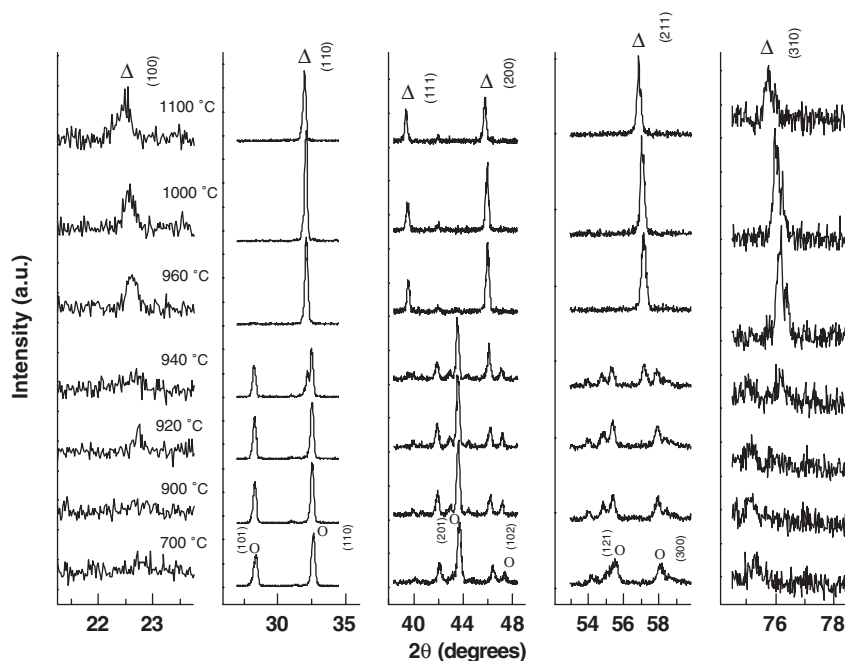 Δ (100)
Δ (110)
Δ (111)
Δ (200)
Δ (211)
Δ (310)
1100 °C
1000 °C
960 °C
940 °C
920 °C
900 °C
700 °C
(101) O
O (110)
(201) O
O (102)
(121) O
O (300)
Intensity (a.u.)
22 23 30 35 40 44 48 54 56 58 76 78
2θ (degrees)